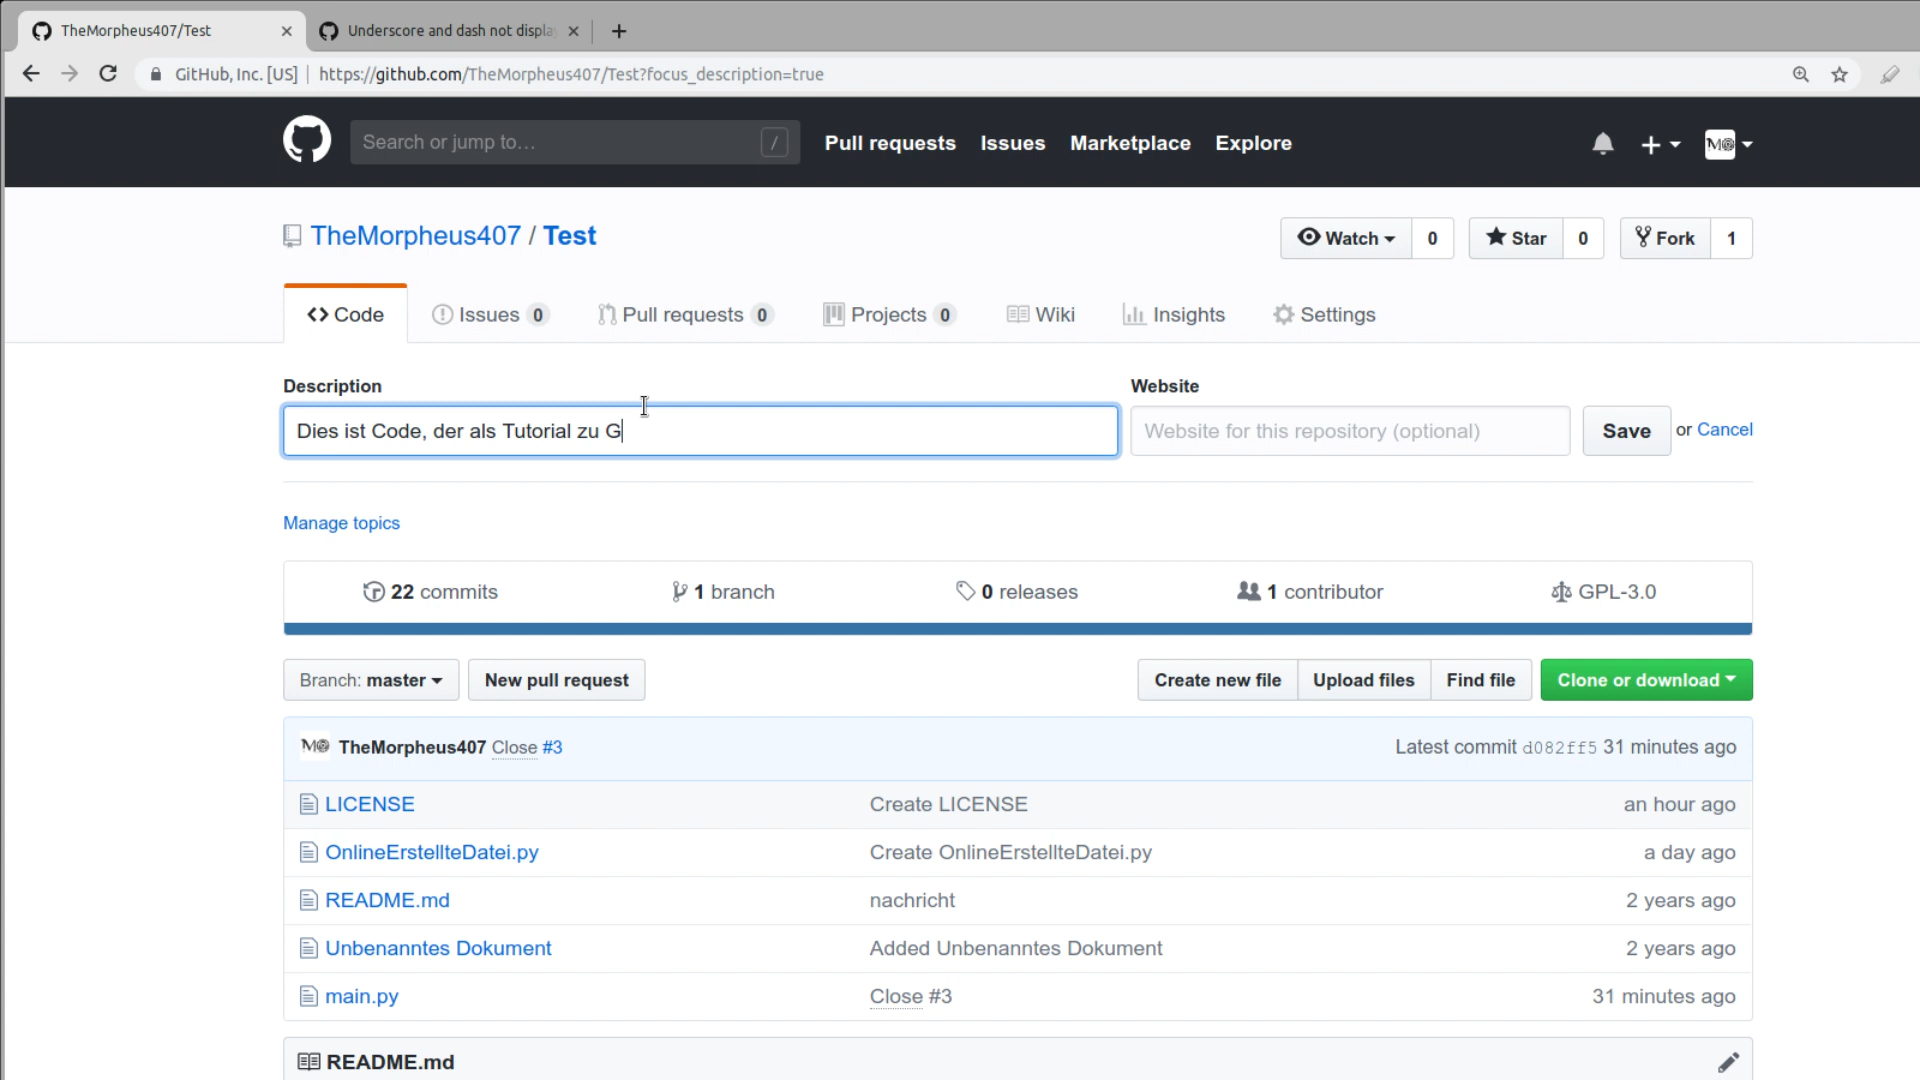 TheMorpheus407/Test
Underscore and dash not displa
GitHub, Inc. [US] https://github.com/TheMorpheus407/Test?focus_description=true
Search or jump to… / Pull requests Issues Marketplace Explore
TheMorpheus407 / Test
Watch 0 Star 0 Fork 1
Code Issues 0 Pull requests 0 Projects 0 Wiki Insights Settings
Description Website
Dies ist Code, der als Tutorial zu G Website for this repository (optional) Save or Cancel
Manage topics
22 commits 1 branch 0 releases 1 contributor GPL-3.0
Branch: master New pull request Create new file Upload files Find file Clone or download
TheMorpheus407 Close #3 Latest commit d082ff5 31 minutes ago
LICENSE Create LICENSE an hour ago
OnlineErstellteDatei.py Create OnlineErstellteDatei.py a day ago
README.md nachricht 2 years ago
Unbenanntes Dokument Added Unbenanntes Dokument 2 years ago
main.py Close #3 31 minutes ago
README.md